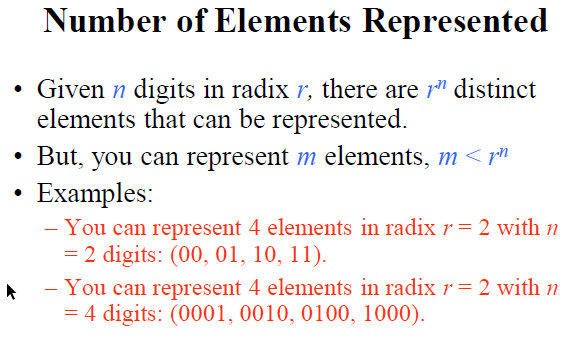 Number of Elements Represented
• Given n digits in radix r, there are rⁿ distinct
elements that can be represented.
• But, you can represent m elements, m < rⁿ
• Examples:
– You can represent 4 elements in radix r = 2 with n
= 2 digits: (00, 01, 10, 11).
– You can represent 4 elements in radix r = 2 with n
= 4 digits: (0001, 0010, 0100, 1000).